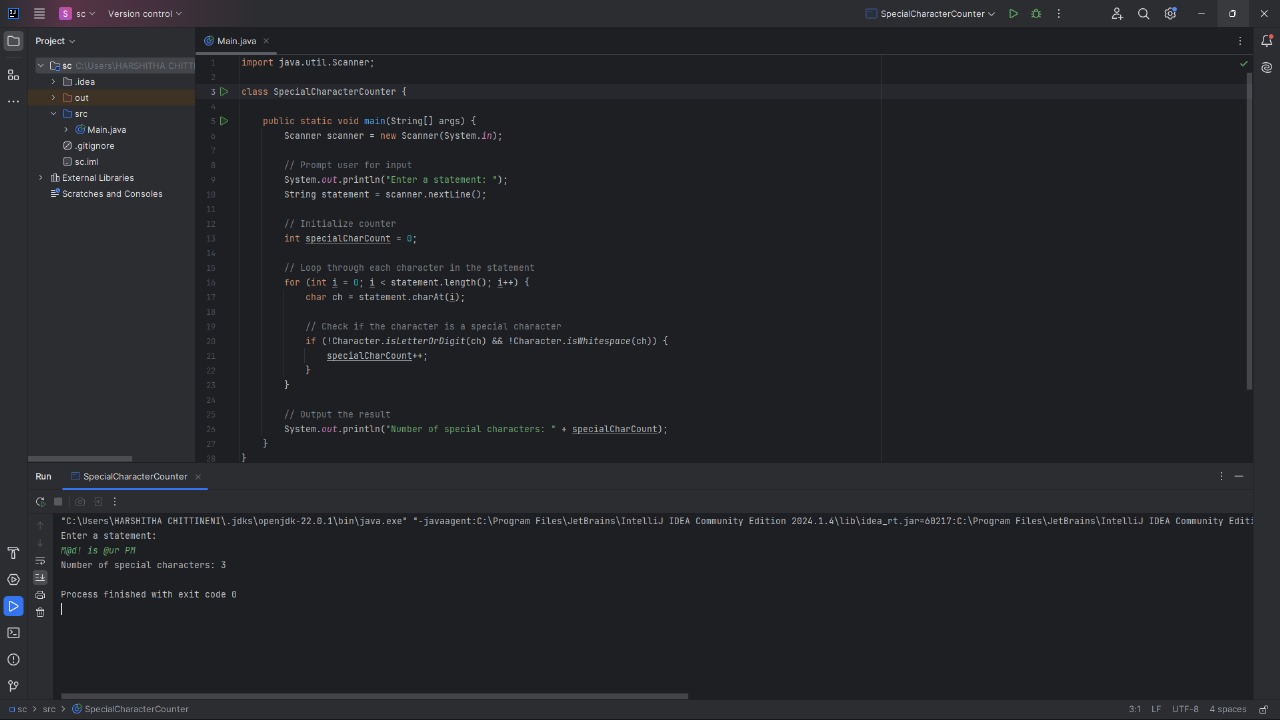 S sc Version control SpecialCharacterCounter
Project
Main.java
sc C:\Users\HARSHITHA CHITTINI
.idea
out
src
Main.java
.gitignore
sc.iml
External Libraries
Scratches and Consoles
1 import java.util.Scanner;
2
3 class SpecialCharacterCounter {
4
5 public static void main(String[] args) {
6 Scanner scanner = new Scanner(System.in);
7
8 // Prompt user for input
9 System.out.println("Enter a statement: ");
10 String statement = scanner.nextLine();
11
12 // Initialize counter
13 int specialCharCount = 0;
14
15 // Loop through each character in the statement
16 for (int i = 0; i < statement.length(); i++) {
17 char ch = statement.charAt(i);
18
19 // Check if the character is a special character
20 if (!Character.isLetterOrDigit(ch) && !Character.isWhitespace(ch)) {
21 specialCharCount++;
22 }
23 }
24
25 // Output the result
26 System.out.println("Number of special characters: " + specialCharCount);
27 }
28 }
Run SpecialCharacterCounter
"C:\Users\HARSHITHA CHITTINENI\.jdks\openjdk-22.0.1\bin\java.exe" "-javaagent:C:\Program Files\JetBrains\IntelliJ IDEA Community Edition 2024.1.4\lib\idea_rt.jar=60217:C:\Program Files\JetBrains\IntelliJ IDEA Community Editi
Enter a statement:
M@d! is @ur PM
Number of special characters: 3
Process finished with exit code 0
sc > src > SpecialCharacterCounter
3:1 LF UTF-8 4 spaces